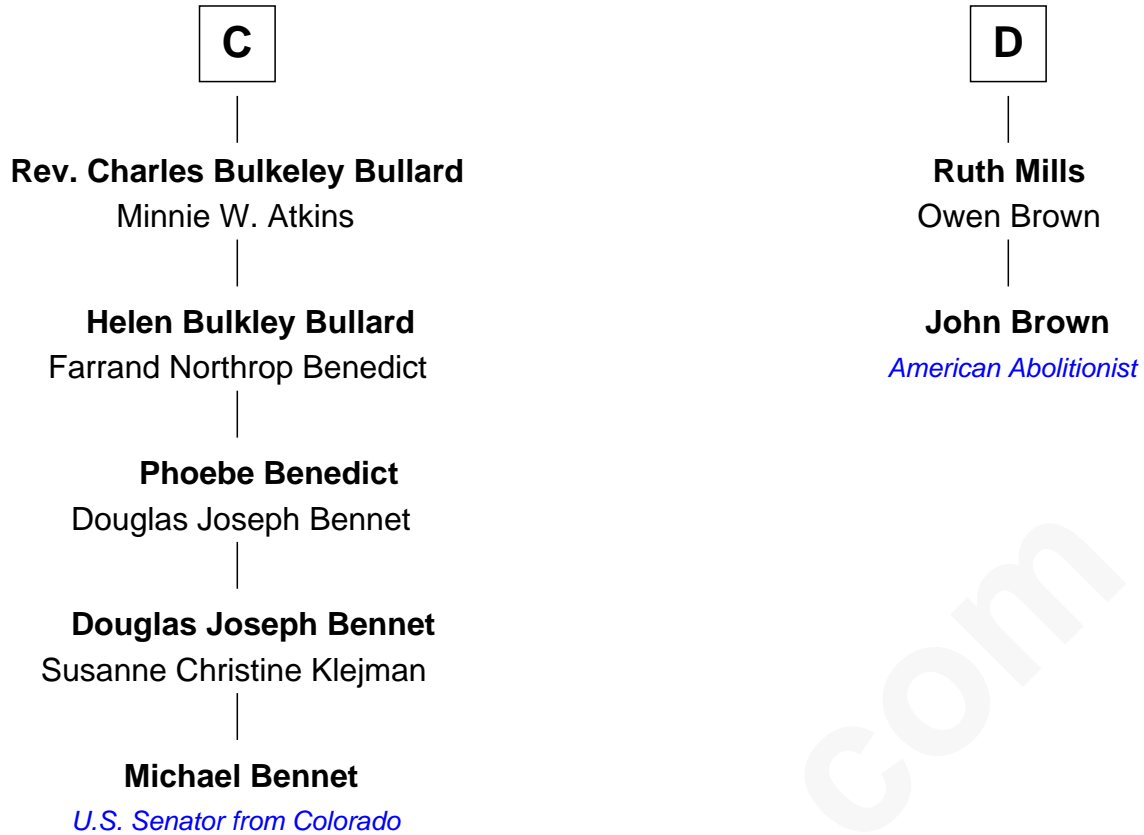 C
Rev. Charles Bulkeley Bullard
Minnie W. Atkins
Helen Bulkley Bullard
Farrand Northrop Benedict
Phoebe Benedict
Douglas Joseph Bennet
Douglas Joseph Bennet
Susanne Christine Klejman
Michael Bennet
U.S. Senator from Colorado
D
Ruth Mills
Owen Brown
John Brown
American Abolitionist
com